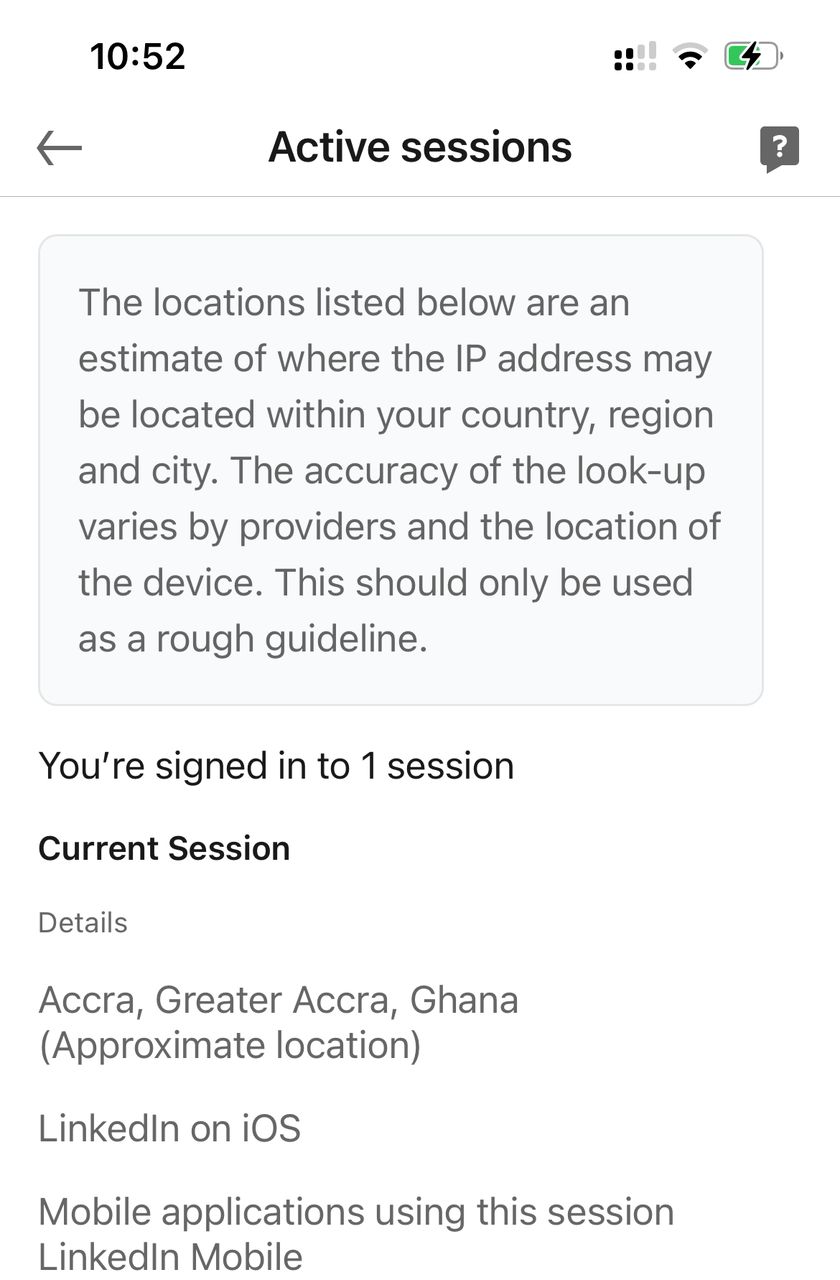 10:52
Active sessions
?
The locations listed below are an
estimate of where the IP address may
be located within your country, region
and city. The accuracy of the look-up
varies by providers and the location of
the device. This should only be used
as a rough guideline.
You’re signed in to 1 session
Current Session
Details
Accra, Greater Accra, Ghana
(Approximate location)
LinkedIn on iOS
Mobile applications using this session
LinkedIn Mobile